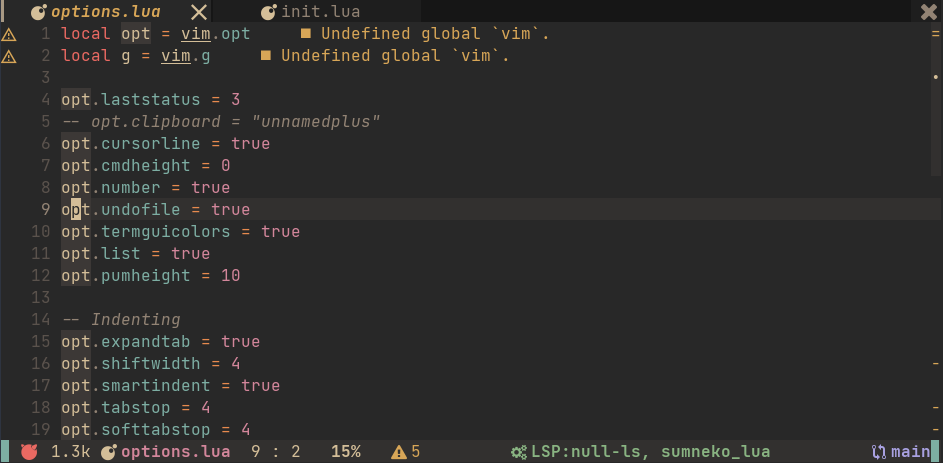 options.lua init.lua
1 local opt = vim.opt ■ Undefined global `vim`.
2 local g = vim.g ■ Undefined global `vim`.
3
4 opt.laststatus = 3
5 -- opt.clipboard = "unnamedplus"
6 opt.cursorline = true
7 opt.cmdheight = 0
8 opt.number = true
9 opt.undofile = true
10 opt.termguicolors = true
11 opt.list = true
12 opt.pumheight = 10
13
14 -- Indenting
15 opt.expandtab = true
16 opt.shiftwidth = 4
17 opt.smartindent = true
18 opt.tabstop = 4
19 opt.softtabstop = 4
1.3k options.lua 9 : 2 15% 5 LSP:null-ls, sumneko_lua main